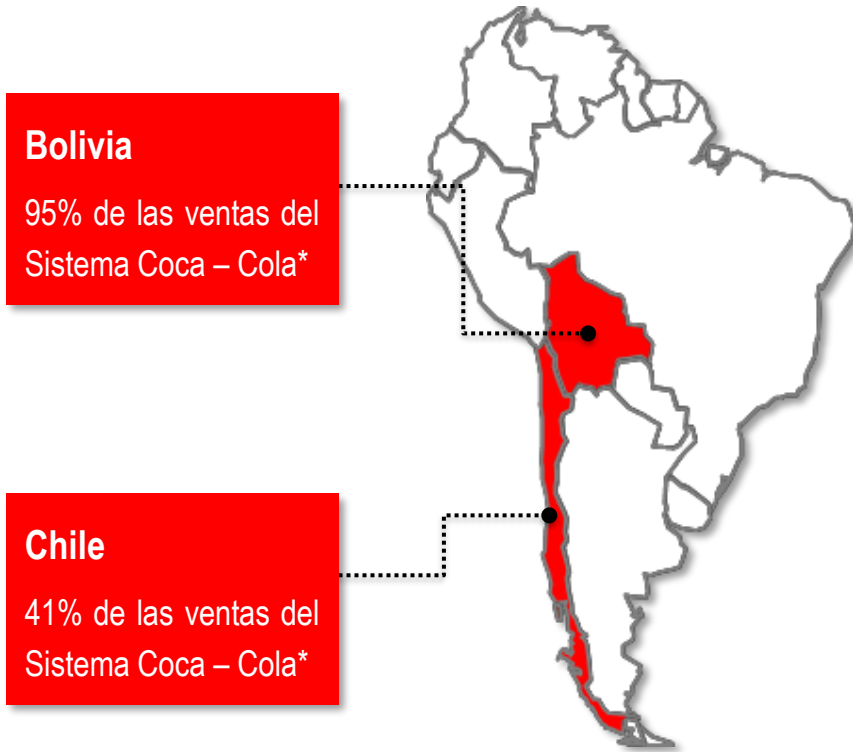 Bolivia
95% de las ventas del
Sistema Coca – Cola*
Chile
41% de las ventas del
Sistema Coca – Cola*